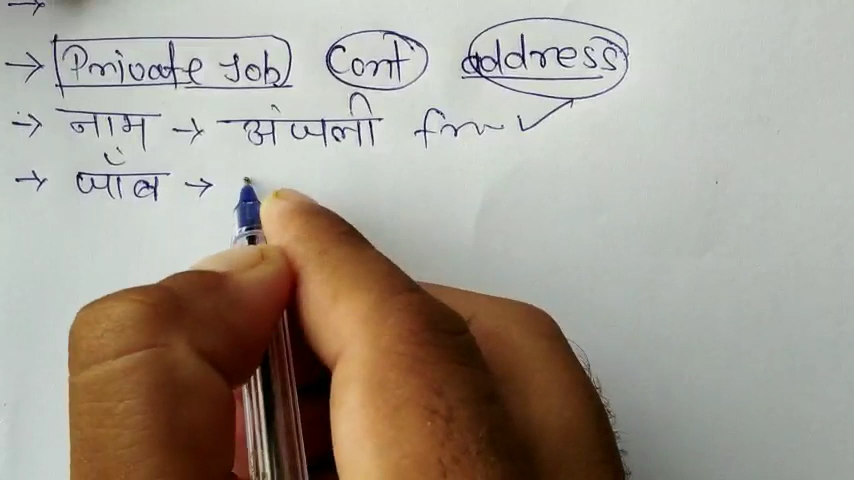 →
→ Private Job Cont address
→ नाम → अंजली
→ जॉब →